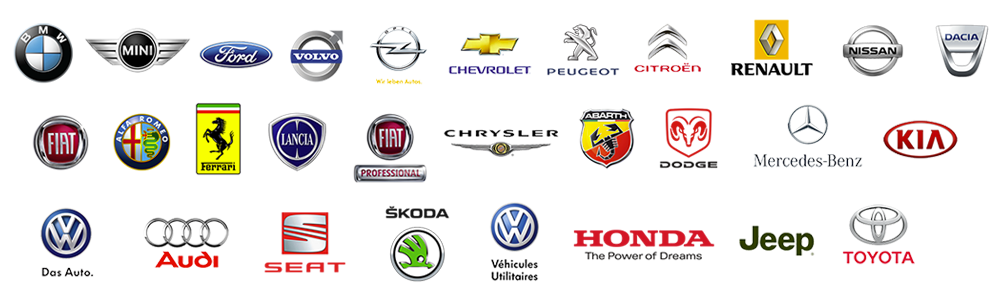 BMW
MINI
Ford
VOLVO
Wir leben Autos.
CHEVROLET
PEUGEOT
CITROËN
RENAULT
NISSAN
DACIA
FIAT
ALFA ROMEO
Ferrari
LANCIA
FIAT
PROFESSIONAL
CHRYSLER
ABARTH
DODGE
Mercedes-Benz
KIA
Das Auto.
Audi
SEAT
ŠKODA
Véhicules
Utilitaires
HONDA
The Power of Dreams
Jeep
TOYOTA